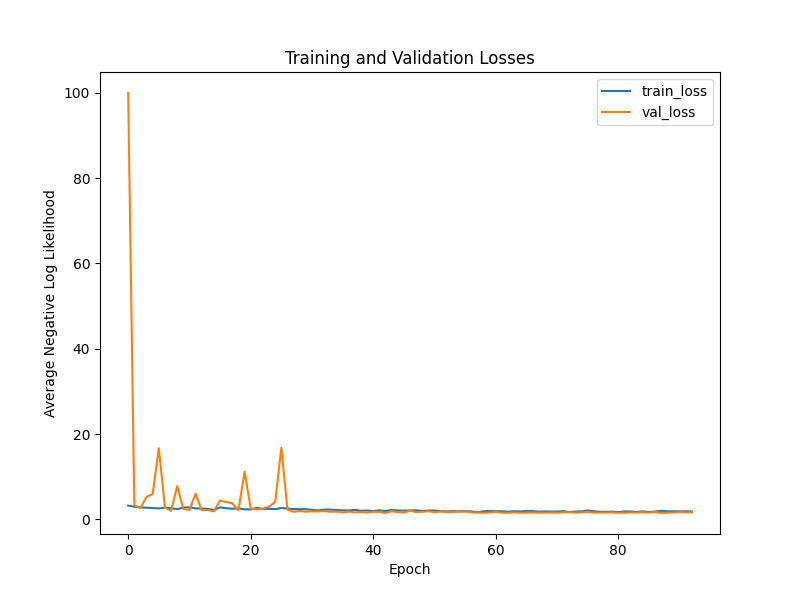 Training and Validation Losses
train_loss
val_loss
100
80
60
40
20
0
Average Negative Log Likelihood
0 20 40 60 80
Epoch